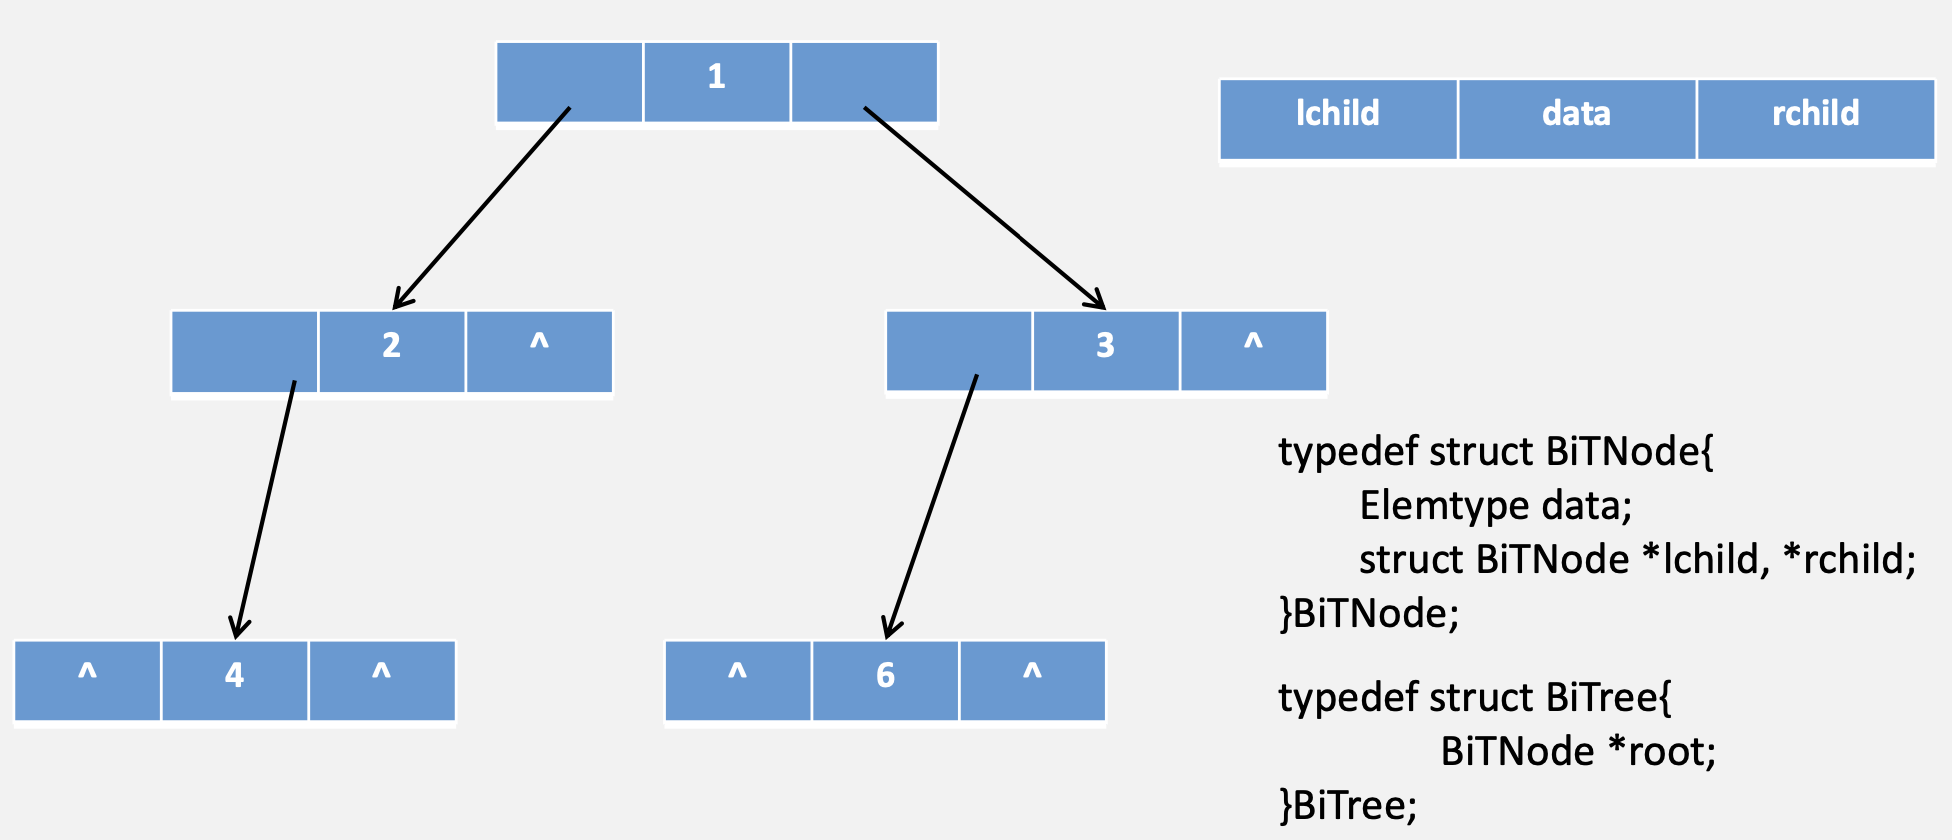 1
lchild data rchild
2 ^
3 ^
^ 4 ^
^ 6 ^
typedef struct BiTNode{
Elemtype data;
struct BiTNode *lchild, *rchild;
}BiTNode;
typedef struct BiTree{
BiTNode *root;
}BiTree;